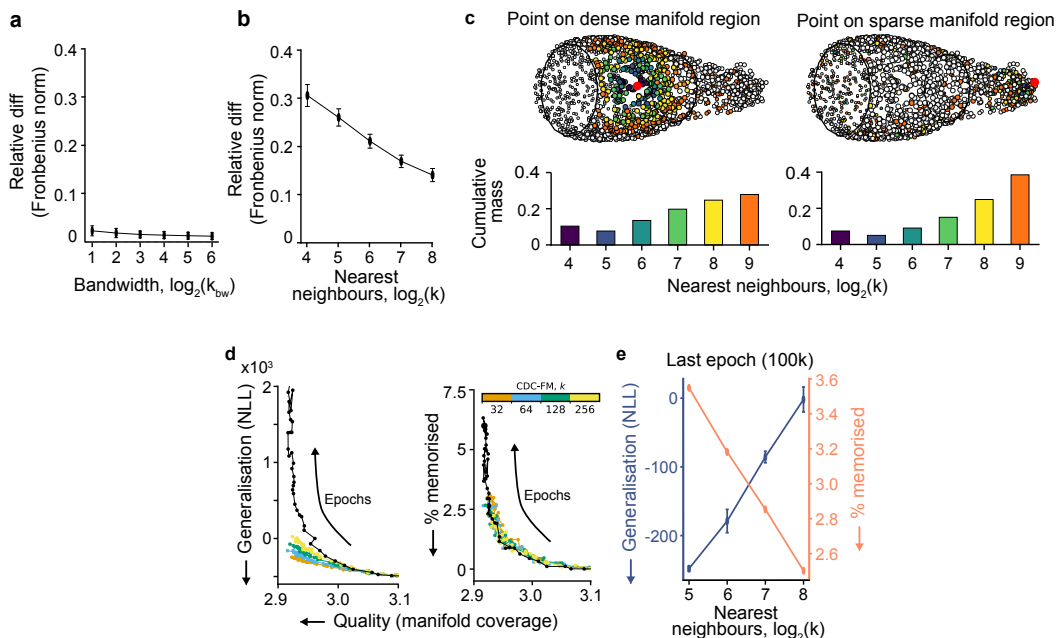 a
Relative diff
(Fronbenius norm)
0.4
0.3
0.2
0.1
0
1 2 3 4 5 6
Bandwidth, log2(kbw)
b
Relative diff
(Fronbenius norm)
0.4
0.3
0.2
0.1
0
4 5 6 7 8
Nearest
neighbours, log2(k)
c
Point on dense manifold region
Point on sparse manifold region
Cumulative
mass
0.4
0.2
0
4 5 6 7 8 9
0.4
0.2
0
4 5 6 7 8 9
Nearest neighbours, log2(k)
d
x10³
← Generalisation (NLL)
2
1
0
Epochs
2.9 3.0 3.1
← % memorised
7.5
5
2.5
0
CDC-FM, k
32 64 128 256
Epochs
2.9 3.0 3.1
← Quality (manifold coverage)
e
Last epoch (100k)
← Generalisation (NLL)
0
-100
-200
3.6
3.4
3.2
3.0
2.8
2.6
← % memorised
5 6 7 8
Nearest
neighbours, log2(k)